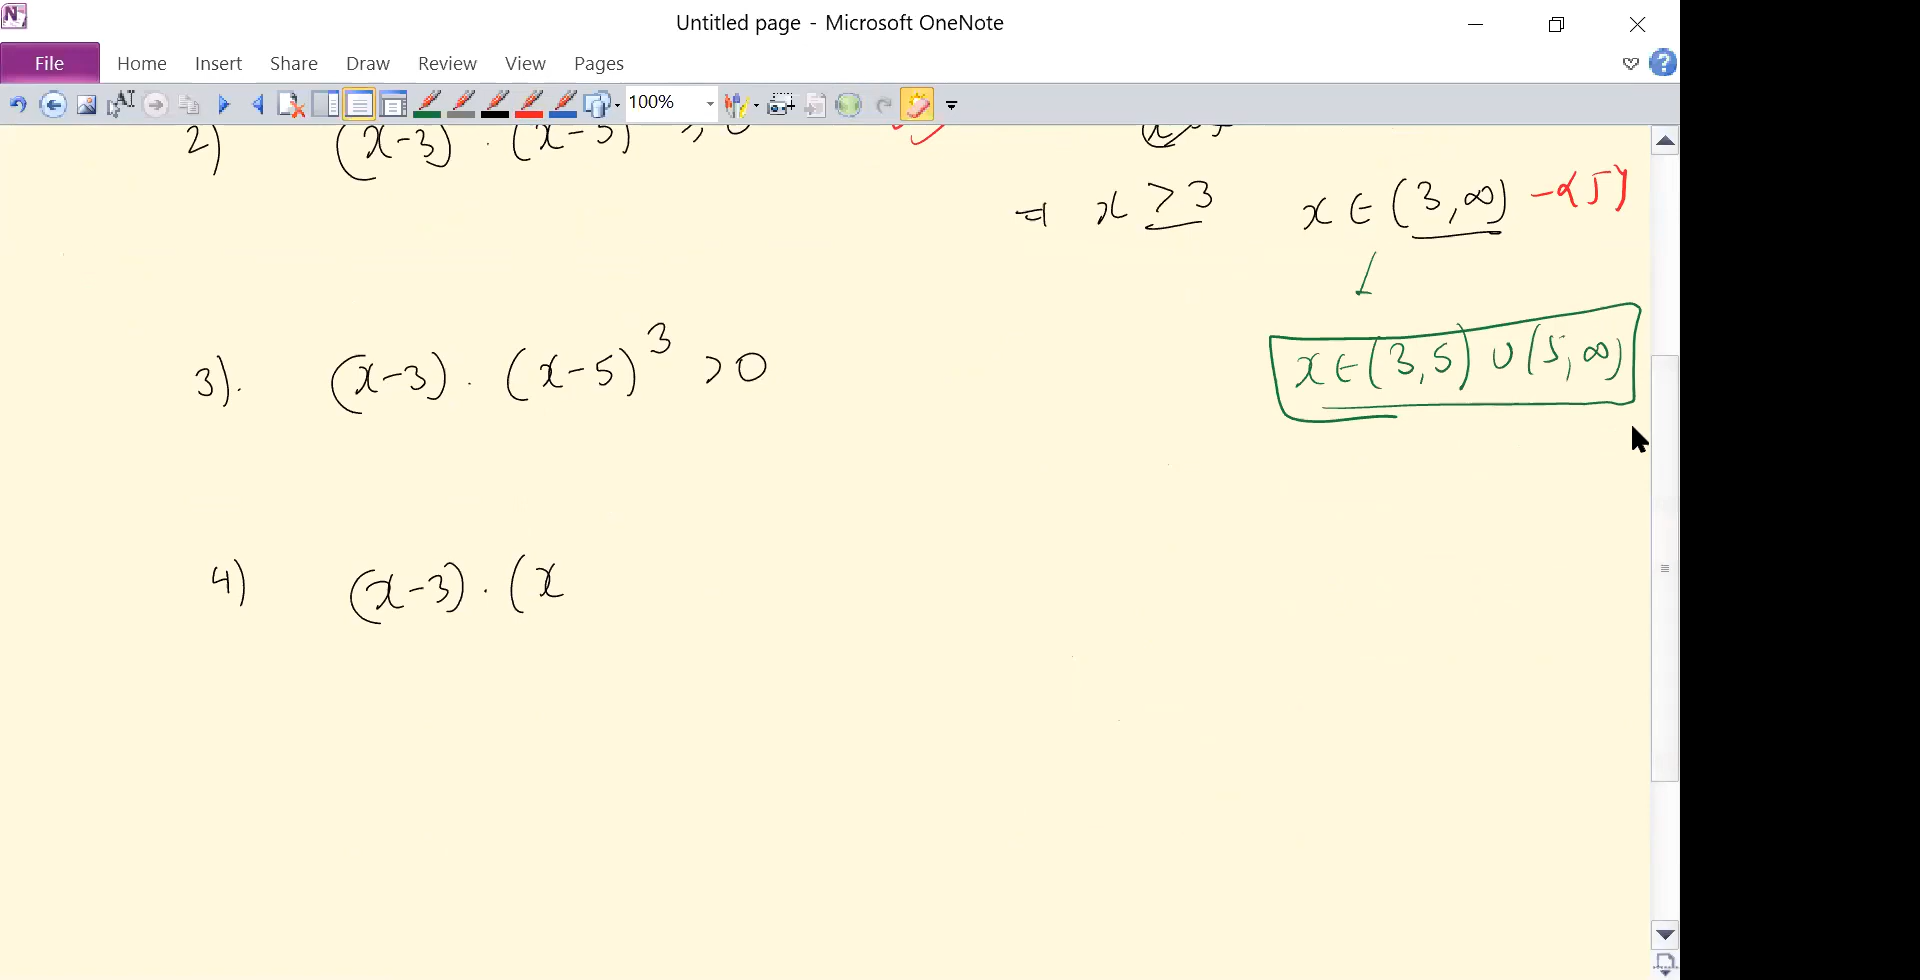 Untitled page - Microsoft OneNote
File Home Insert Share Draw Review View Pages
100%
2) (x-3) · (x-5)
⇒ x > 3 x ∈ (3, ∞) - {5}
x ∈ (3, 5) ∪ (5, ∞)
3). (x-3) · (x-5)³ > 0
4) (x-3) · (x